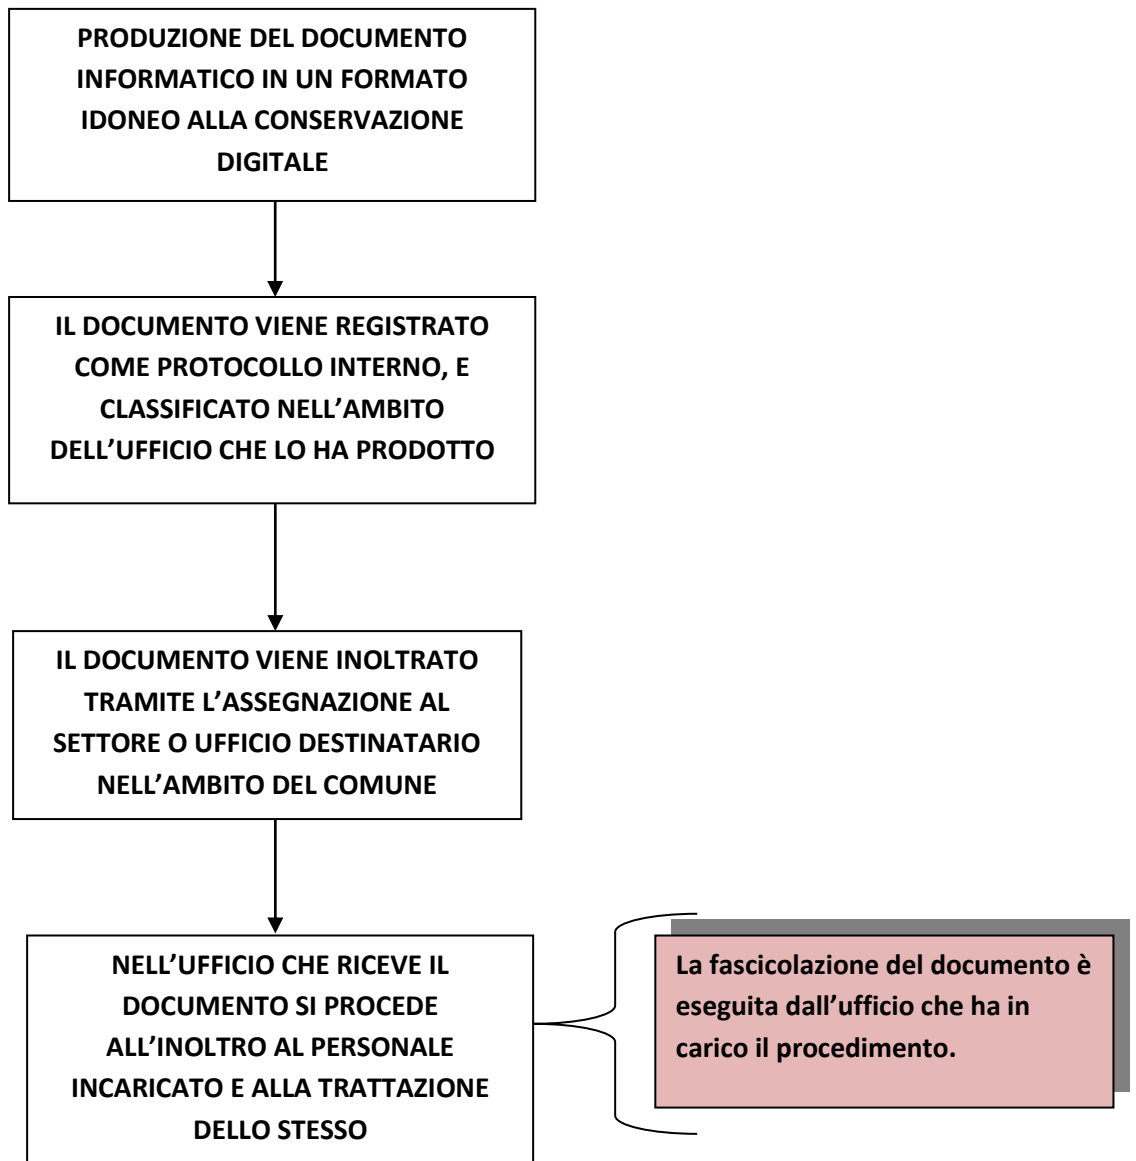 PRODUZIONE DEL DOCUMENTO
INFORMATICO IN UN FORMATO
IDONEO ALLA CONSERVAZIONE
DIGITALE
IL DOCUMENTO VIENE REGISTRATO
COME PROTOCOLLO INTERNO, E
CLASSIFICATO NELL’AMBITO
DELL’UFFICIO CHE LO HA PRODOTTO
IL DOCUMENTO VIENE INOLTRATO
TRAMITE L’ASSEGNAZIONE AL
SETTORE O UFFICIO DESTINATARIO
NELL’AMBITO DEL COMUNE
NELL’UFFICIO CHE RICEVE IL
DOCUMENTO SI PROCEDE
ALL’INOLTRO AL PERSONALE
INCARICATO E ALLA TRATTAZIONE
DELLO STESSO
La fascicolazione del documento è
eseguita dall’ufficio che ha in
carico il procedimento.